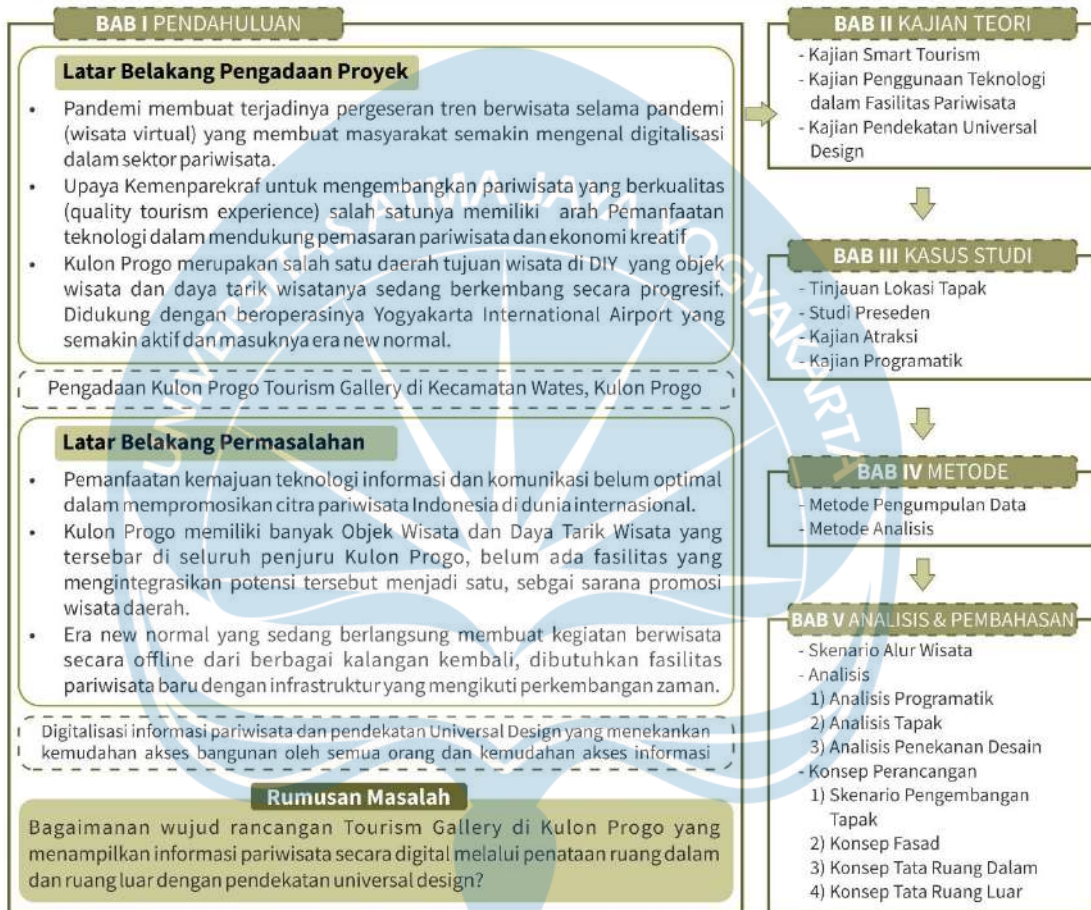 BAB I PENDAHULUAN
Latar Belakang Pengadaan Proyek
• Pandemi membuat terjadinya pergeseran tren berwisata selama pandemi
(wisata virtual) yang membuat masyarakat semakin mengenal digitalisasi
dalam sektor pariwisata.
• Upaya Kemenparekraf untuk mengembangkan pariwisata yang berkualitas
(quality tourism experience) salah satunya memiliki arah Pemanfaatan
teknologi dalam mendukung pemasaran pariwisata dan ekonomi kreatif
• Kulon Progo merupakan salah satu daerah tujuan wisata di DIY yang objek
wisata dan daya tarik wisatanya sedang berkembang secara progresif.
Didukung dengan beroperasinya Yogyakarta International Airport yang
semakin aktif dan masuknya era new normal.
Pengadaan Kulon Progo Tourism Gallery di Kecamatan Wates, Kulon Progo
Latar Belakang Permasalahan
• Pemanfaatan kemajuan teknologi informasi dan komunikasi belum optimal
dalam mempromosikan citra pariwisata Indonesia di dunia internasional.
• Kulon Progo memiliki banyak Objek Wisata dan Daya Tarik Wisata yang
tersebar di seluruh penjuru Kulon Progo, belum ada fasilitas yang
mengintegrasikan potensi tersebut menjadi satu, sebgai sarana promosi
wisata daerah.
• Era new normal yang sedang berlangsung membuat kegiatan berwisata
secara offline dari berbagai kalangan kembali, dibutuhkan fasilitas
pariwisata baru dengan infrastruktur yang mengikuti perkembangan zaman.
Digitalisasi informasi pariwisata dan pendekatan Universal Design yang menekankan
kemudahan akses bangunan oleh semua orang dan kemudahan akses informasi
Rumusan Masalah
Bagaimanan wujud rancangan Tourism Gallery di Kulon Progo yang
menampilkan informasi pariwisata secara digital melalui penataan ruang dalam
dan ruang luar dengan pendekatan universal design?
BAB II KAJIAN TEORI
- Kajian Smart Tourism
- Kajian Penggunaan Teknologi
dalam Fasilitas Pariwisata
- Kajian Pendekatan Universal
Design
BAB III KASUS STUDI
- Tinjauan Lokasi Tapak
- Studi Preseden
- Kajian Atraksi
- Kajian Programatik
BAB IV METODE
- Metode Pengumpulan Data
- Metode Analisis
BAB V ANALISIS & PEMBAHASAN
- Skenario Alur Wisata
- Analisis
1) Analisis Programatik
2) Analisis Tapak
3) Analisis Penekanan Desain
- Konsep Perancangan
1) Skenario Pengembangan
Tapak
2) Konsep Fasad
3) Konsep Tata Ruang Dalam
4) Konsep Tata Ruang Luar
UNIVERSITAS ATMA JAYA YOGYAKARTA